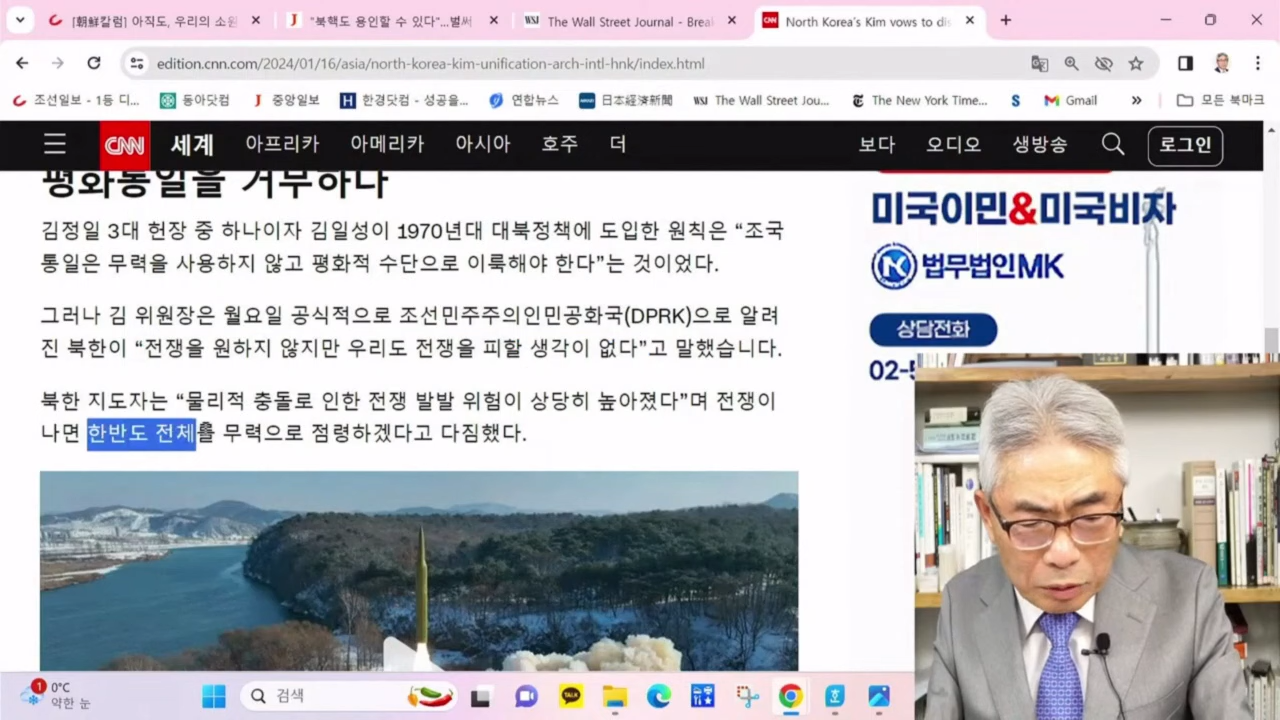 [朝鮮칼럼] 아직도, 우리의 소원
"북핵도 용인할 수 있다"...벌써
The Wall Street Journal - Break
North Korea's Kim vows to dis
edition.cnn.com/2024/01/16/asia/north-korea-kim-unification-arch-intl-hnk/index.html
조선일보 - 1등 디...
동아닷컴
중앙일보
한경닷컴 - 성공을...
연합뉴스
日本経済新聞
WSJ The Wall Street Jou...
The New York Time...
Gmail
»
모든 북마크
CNN 세계 아프리카 아메리카 아시아 호주 더 보다 오디오 생방송 로그인
평화통일을 거부하다
김정일 3대 헌장 중 하나이자 김일성이 1970년대 대북정책에 도입한 원칙은 “조국
통일은 무력을 사용하지 않고 평화적 수단으로 이룩해야 한다”는 것이었다.
그러나 김 위원장은 월요일 공식적으로 조선민주주의인민공화국(DPRK)으로 알려
진 북한이 “전쟁을 원하지 않지만 우리도 전쟁을 피할 생각이 없다”고 말했습니다.
북한 지도자는 “물리적 충돌로 인한 전쟁 발발 위험이 상당히 높아졌다”며 전쟁이
나면 한반도 전체를 무력으로 점령하겠다고 다짐했다.
미국이민&미국비자
법무법인MK
상담전화
02-5
1
0°C
약한 눈
검색
TALK